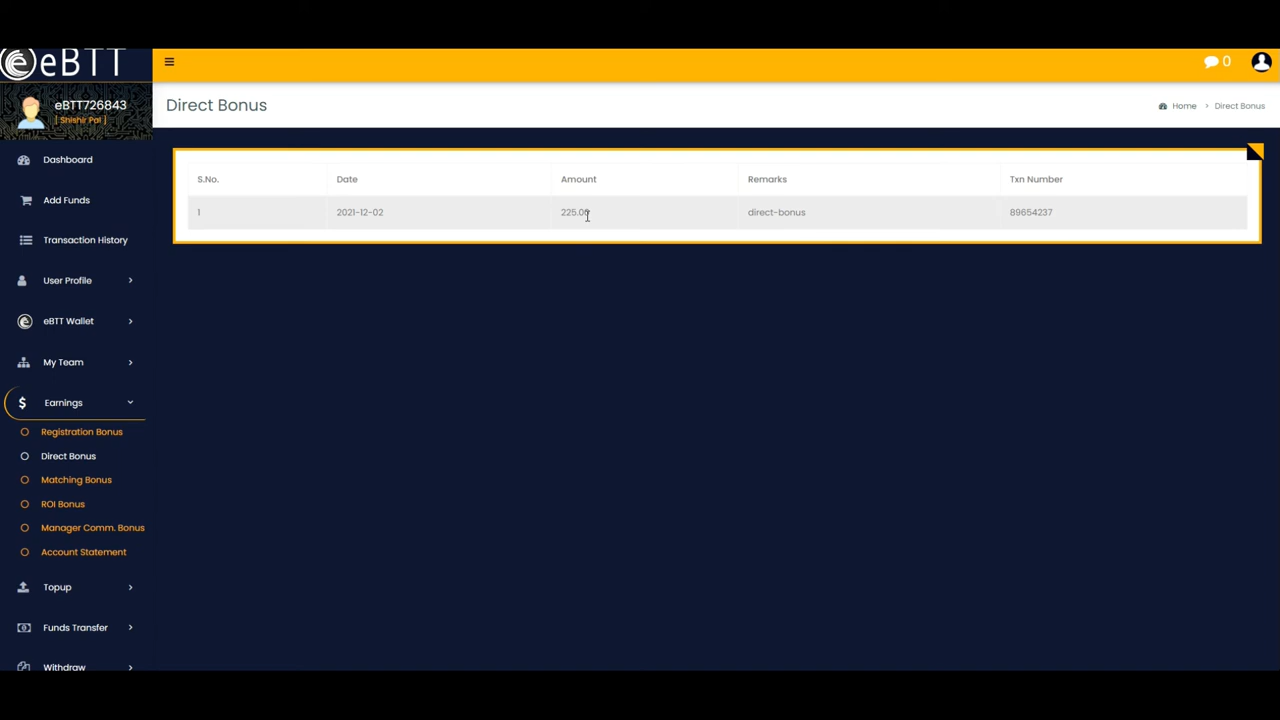 eBTT
0
eBTT726843
[ Shishir Pal ]
Direct Bonus
Home > Direct Bonus
Dashboard
Add Funds
Transaction History
User Profile
eBTT Wallet
My Team
Earnings
Registration Bonus
Direct Bonus
Matching Bonus
ROI Bonus
Manager Comm. Bonus
Account Statement
Topup
Funds Transfer
Withdraw
S.No. Date Amount Remarks Txn Number
1 2021-12-02 225.00 direct-bonus 89654237